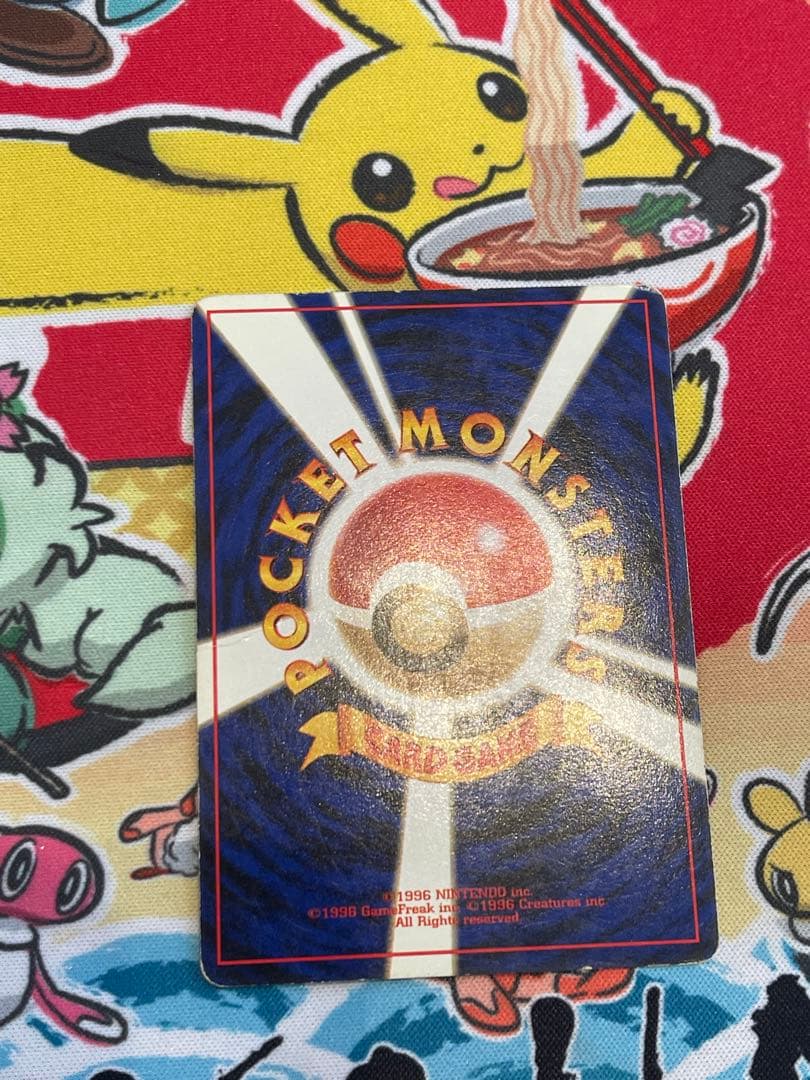 POCKET MONSTERS
CARD GAME
©1996 NINTENDO inc.
©1996 GameFreak inc. ©1996 Creatures inc.
All Rights reserved.